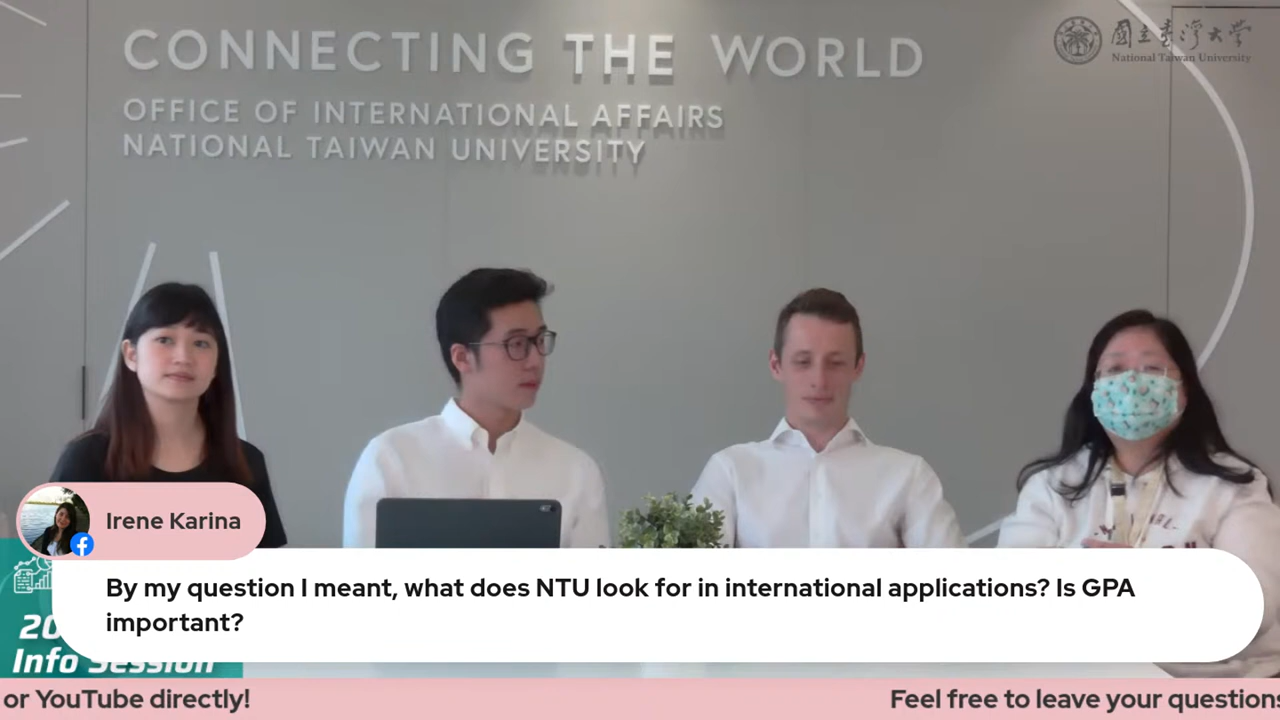 CONNECTING THE WORLD
OFFICE OF INTERNATIONAL AFFAIRS
NATIONAL TAIWAN UNIVERSITY
國立臺灣大學
National Taiwan University
Irene Karina
By my question I meant, what does NTU look for in international applications? Is GPA
important?
20
Info Session
or YouTube directly!
Feel free to leave your questions